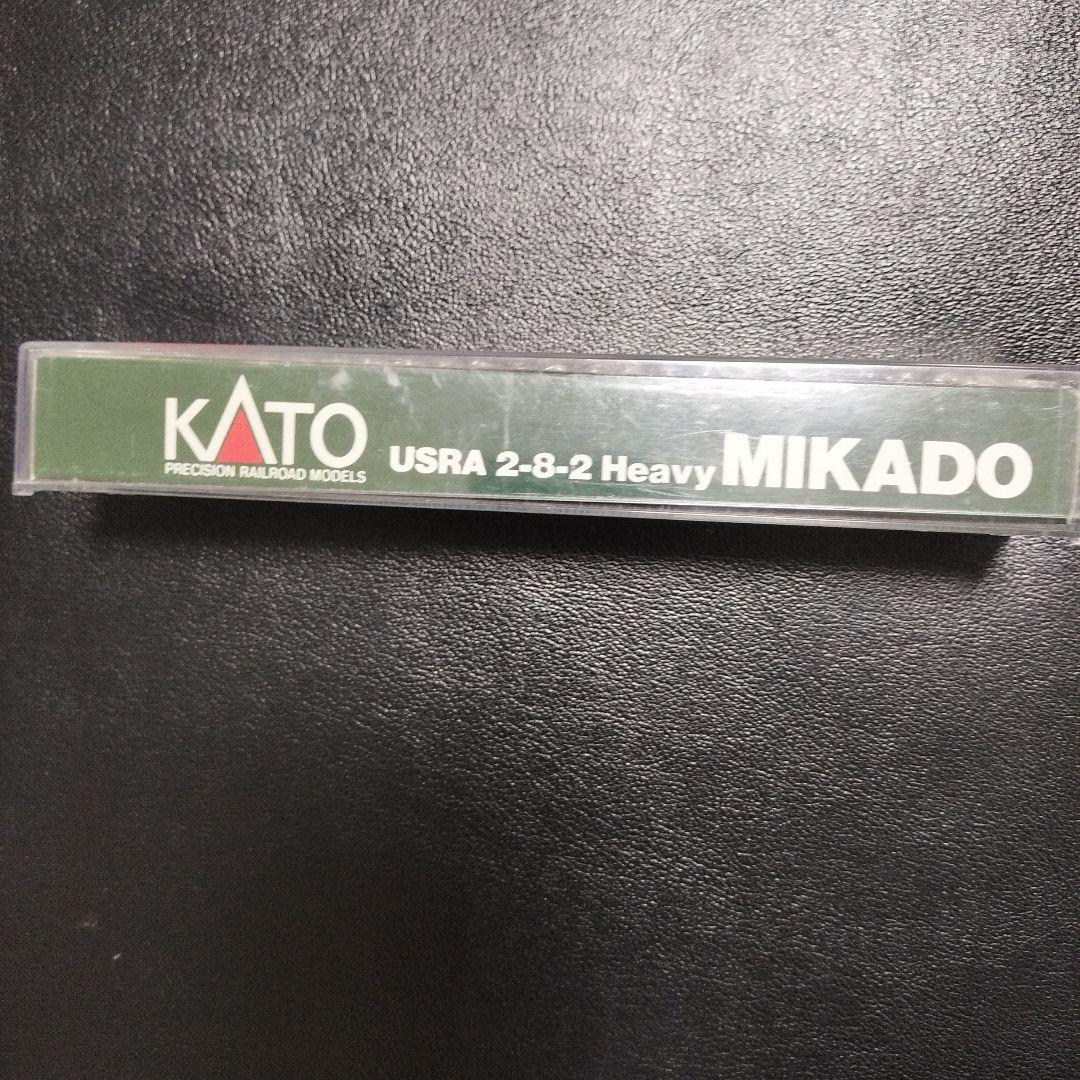 KATO
PRECISION RAILROAD MODELS
USRA 2-8-2 Heavy MIKADO